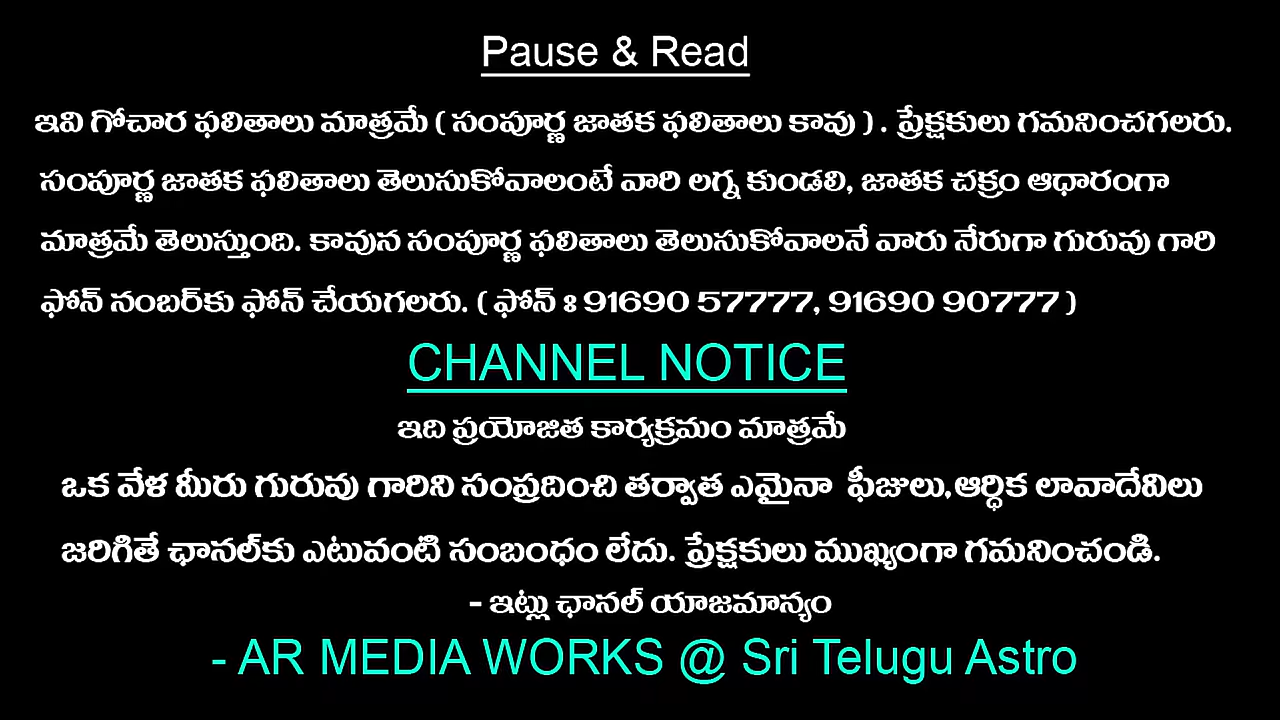 Pause & Read
ఇవి గోచార ఫలితాలు మాత్రమే ( సంపూర్ణ జాతక ఫలితాలు కావు ) . ప్రేక్షకులు గమనించగలరు.
సంపూర్ణ జాతక ఫలితాలు తెలుసుకోవాలంటే వారి లగ్న కుండలి, జాతక చక్రం ఆధారంగా
మాత్రమే తెలుస్తుంది. కావున సంపూర్ణ ఫలితాలు తెలుసుకోవాలనే వారు నేరుగా గురువు గారి
ఫోన్ నంబర్‌కు ఫోన్ చేయగలరు. ( ఫోన్ : 91690 57777, 91690 90777 )
CHANNEL NOTICE
ఇది ప్రయోజిత కార్యక్రమం మాత్రమే
ఒక వేళ మీరు గురువు గారిని సంప్రదించి తర్వాత ఎమైనా ఫీజులు,ఆర్ధిక లావాదేవిలు
జరిగితే ఛానల్‌కు ఎటువంటి సంబంధం లేదు. ప్రేక్షకులు ముఖ్యంగా గమనించండి.
- ఇట్లు ఛానల్ యాజమాన్యం
- AR MEDIA WORKS @ Sri Telugu Astro